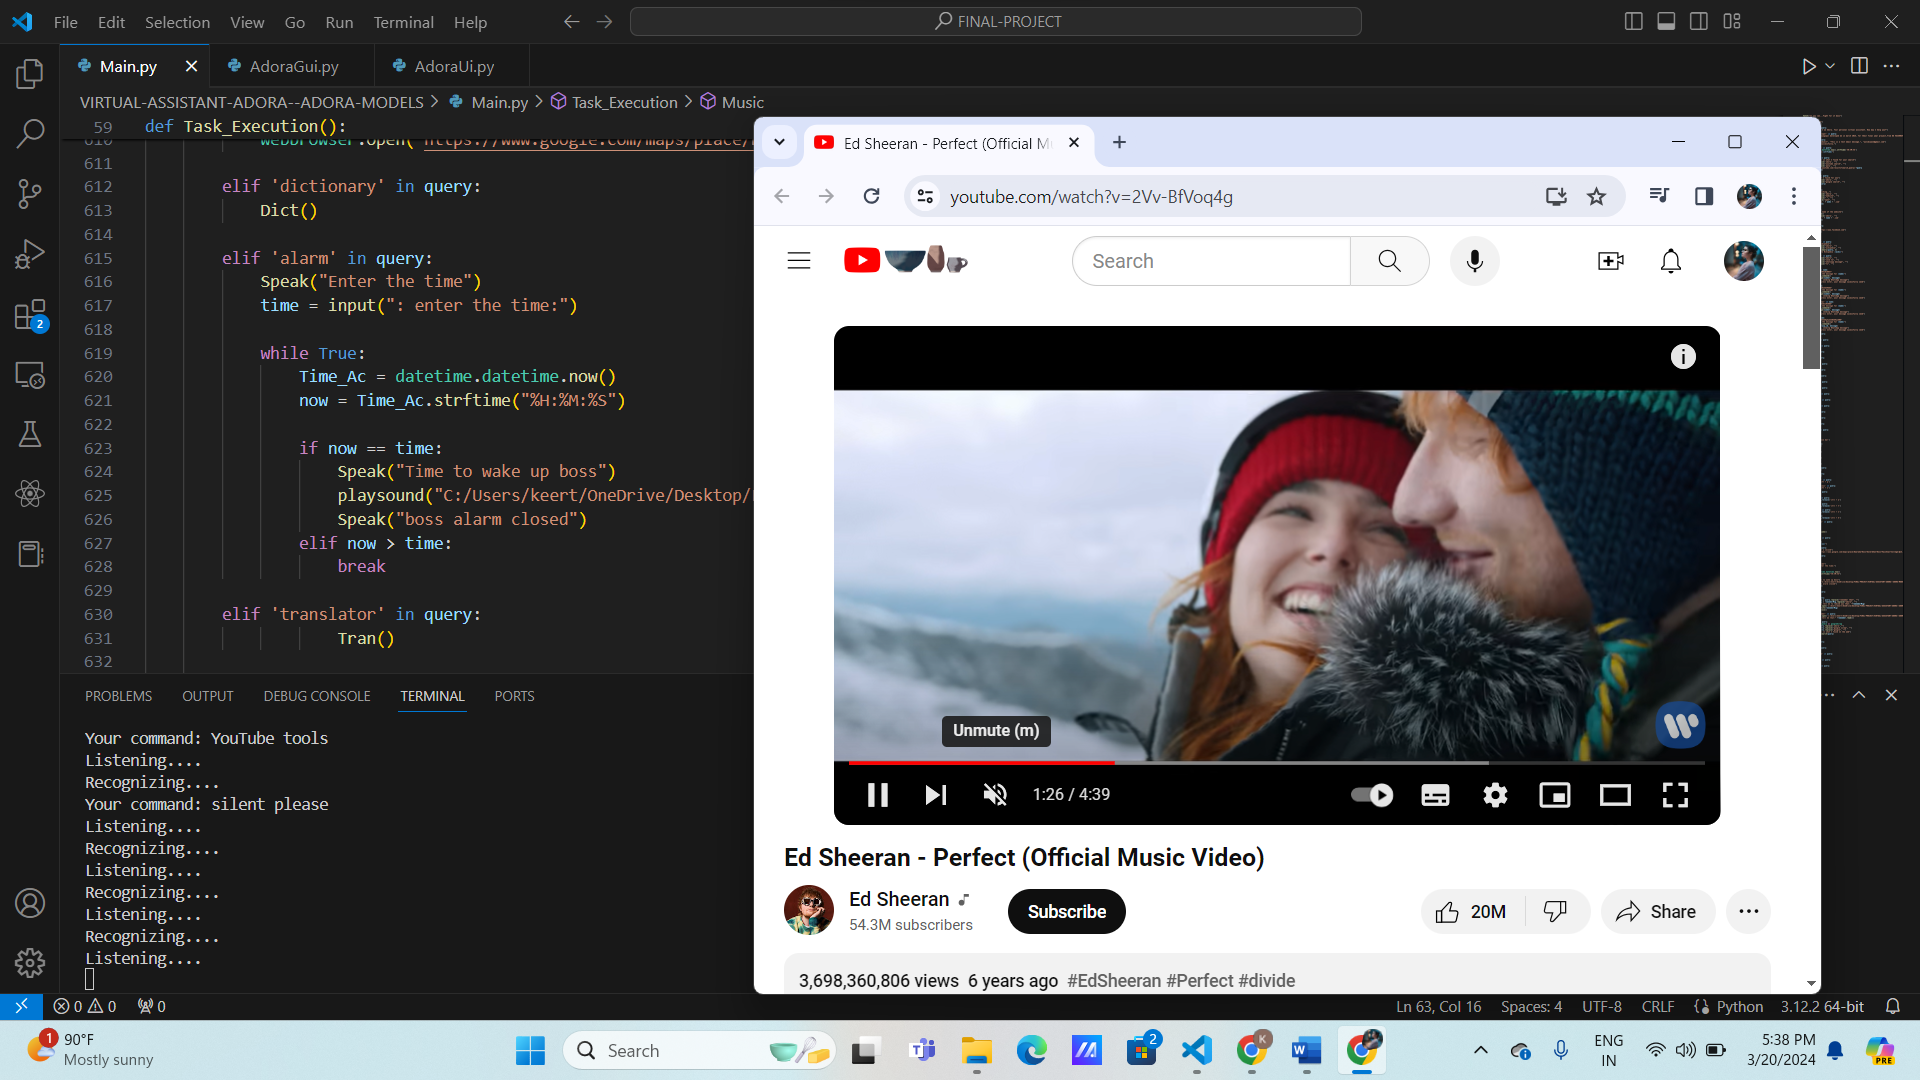 File Edit Selection View Go Run Terminal Help
FINAL-PROJECT
Main.py AdoraGui.py AdoraUi.py
VIRTUAL-ASSISTANT-ADORA--ADORA-MODELS > Main.py > Task_Execution > Music
59 def Task_Execution():
610 webbrowser.open("https://www.google.com/maps/place/
611
612 elif 'dictionary' in query:
613 Dict()
614
615 elif 'alarm' in query:
616 Speak("Enter the time")
617 time = input(": enter the time:")
618
619 while True:
620 Time_Ac = datetime.datetime.now()
621 now = Time_Ac.strftime("%H:%M:%S")
622
623 if now == time:
624 Speak("Time to wake up boss")
625 playsound("C:/Users/keert/OneDrive/Desktop/
626 Speak("boss alarm closed")
627 elif now > time:
628 break
629
630 elif 'translator' in query:
631 Tran()
632
PROBLEMS OUTPUT DEBUG CONSOLE TERMINAL PORTS
Your command: YouTube tools
Listening....
Recognizing....
Your command: silent please
Listening....
Recognizing....
Listening....
Recognizing....
Listening....
Recognizing....
Listening....
Ed Sheeran - Perfect (Official M
youtube.com/watch?v=2Vv-BfVoq4g
Search
Unmute (m)
1:26 / 4:39
Ed Sheeran - Perfect (Official Music Video)
Ed Sheeran
54.3M subscribers
Subscribe
20M
Share
3,698,360,806 views 6 years ago #EdSheeran #Perfect #divide
2
0 0 0
Ln 63, Col 16 Spaces: 4 UTF-8 CRLF Python 3.12.2 64-bit
1
90°F
Mostly sunny
Search
2
K
PRE
ENG
IN
5:38 PM
3/20/2024